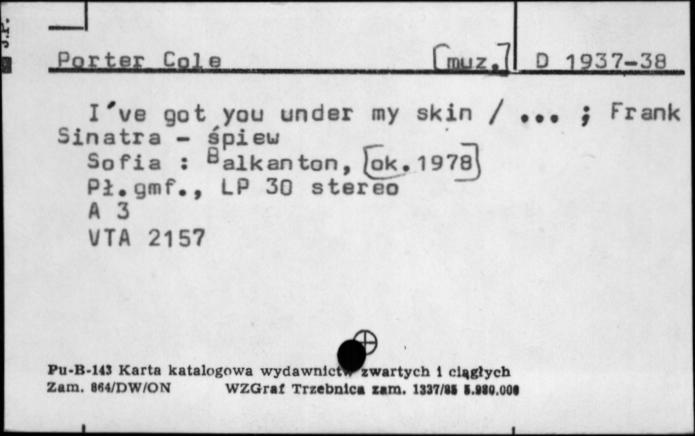 Porter Cole [muz.] D 1937-38
I've got you under my skin / ... ; Frank
Sinatra - śpiew
Sofia : Balkanton, [ok.1978]
Pł.gmf., LP 30 stereo
A 3
VTA 2157
Pu-B-143 Karta katalogowa wydawnictw zwartych i ciągłych
Zam. 864/DW/ON WZGraf Trzebnica zam. 1337/85 5.980.000